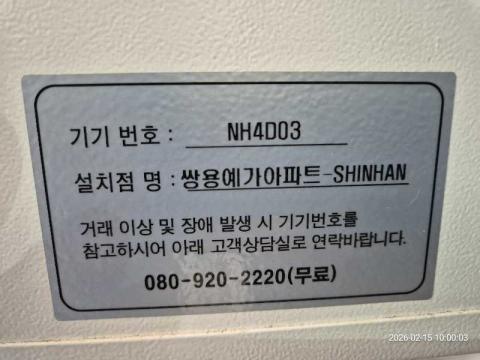 기기 번호 : NH4D03
설치점 명 : 쌍용예가아파트-SHINHAN
거래 이상 및 장애 발생 시 기기번호를
참고하시어 아래 고객상담실로 연락바랍니다.
080-920-2220(무료)
2026-02-15 10:00:03